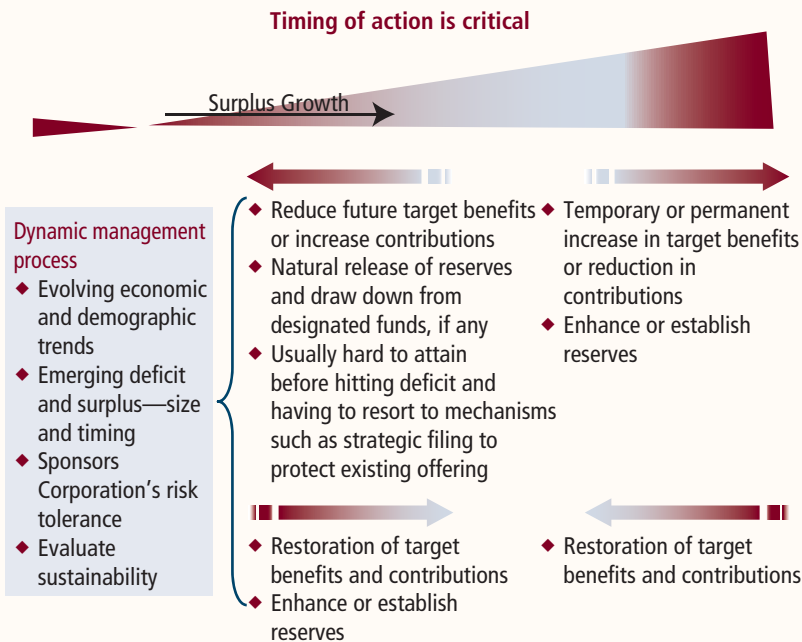 Timing of action is critical
Surplus Growth
Dynamic management
process
◆ Evolving economic
and demographic
trends
◆ Emerging deficit
and surplus—size
and timing
◆ Sponsors
Corporation’s risk
tolerance
◆ Evaluate
sustainability
◆ Reduce future target benefits
or increase contributions
◆ Natural release of reserves
and draw down from
designated funds, if any
◆ Usually hard to attain
before hitting deficit and
having to resort to mechanisms
such as strategic filing to
protect existing offering
◆ Temporary or permanent
increase in target benefits
or reduction in
contributions
◆ Enhance or establish
reserves
◆ Restoration of target
benefits and contributions
◆ Enhance or establish
reserves
◆ Restoration of target
benefits and contributions